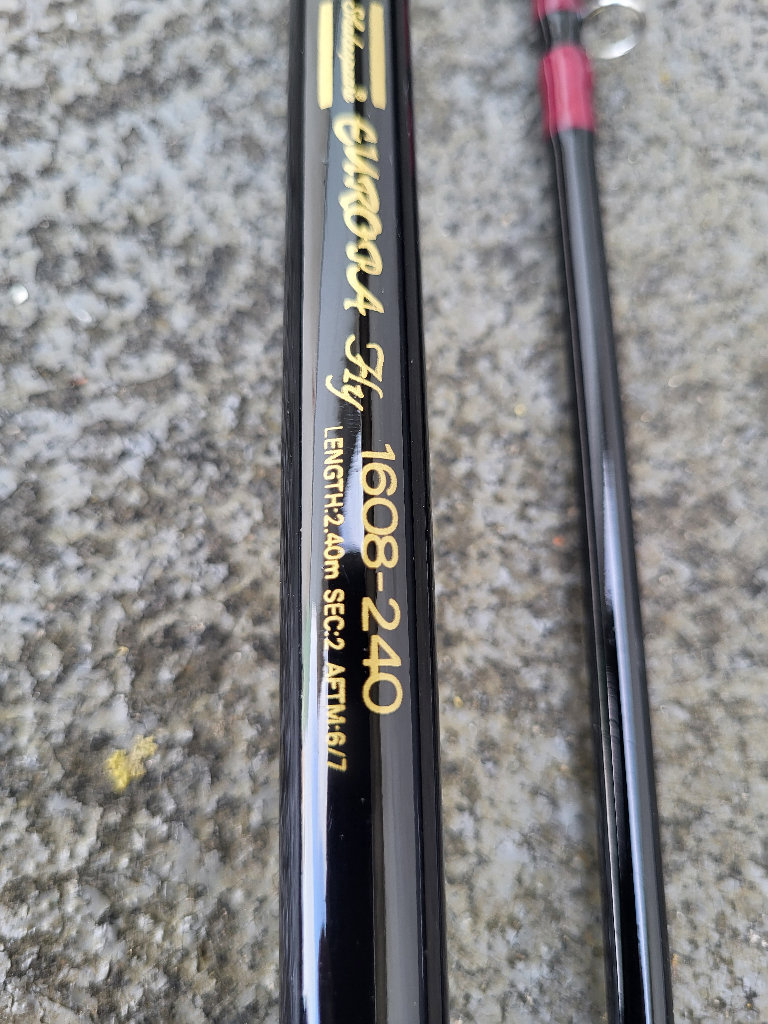 Shakespeare
EUROPA Fly
1608-240
LENGTH:2.40m SEC:2 AFTM:6/7